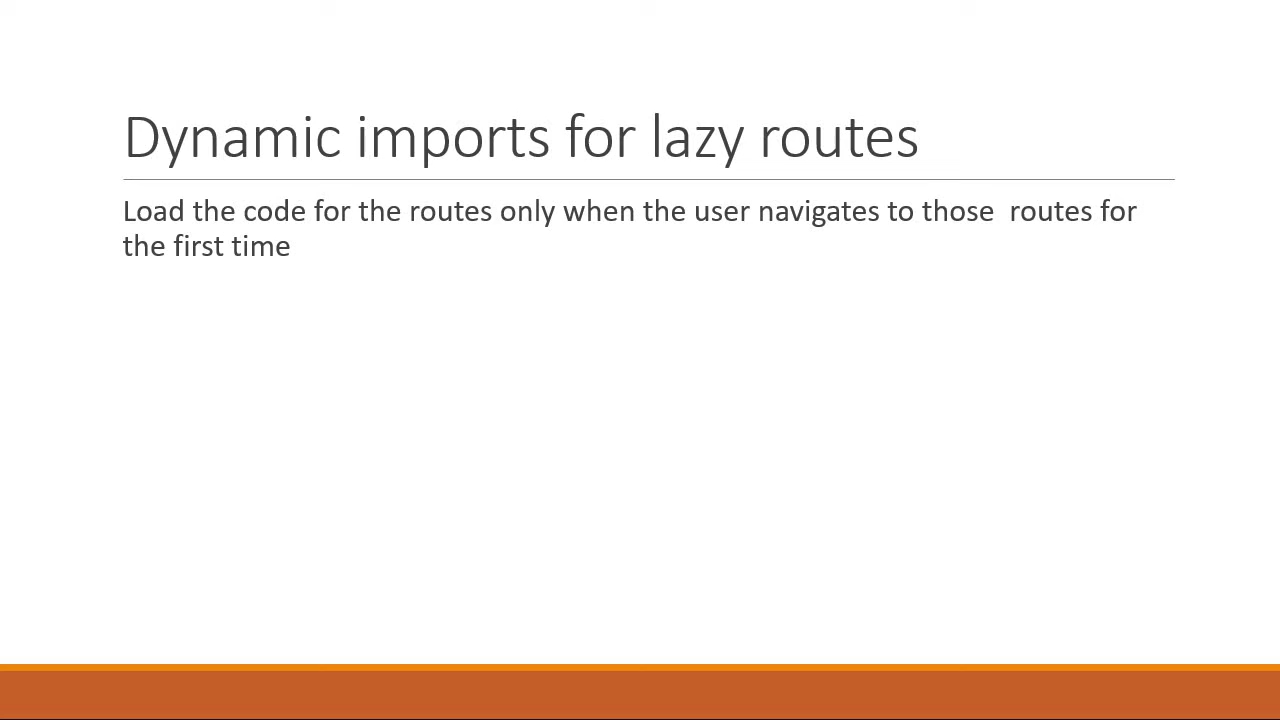 Dynamic imports for lazy routes
Load the code for the routes only when the user navigates to those  routes for
the first time